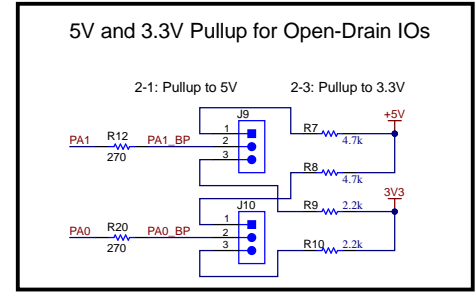 5V and 3.3V Pullup for Open-Drain IOs
2-1: Pullup to 5V 2-3: Pullup to 3.3V
J9
+5V
1
2
3
PA1
R12
270
PA1_BP
R7
4.7k
R8
4.7k
3V3
J10
1
2
3
R9
2.2k
PA0
R20
270
PA0_BP
R10
2.2k